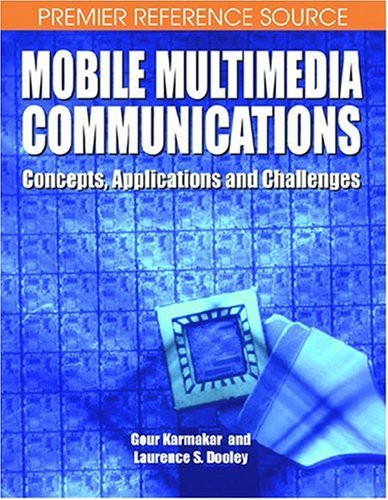 PREMIER REFERENCE SOURCE
MOBILE MULTIMEDIA
COMMUNICATIONS
Concepts, Applications and Challenges
Gour Karmakar and
Laurence S. Dooley